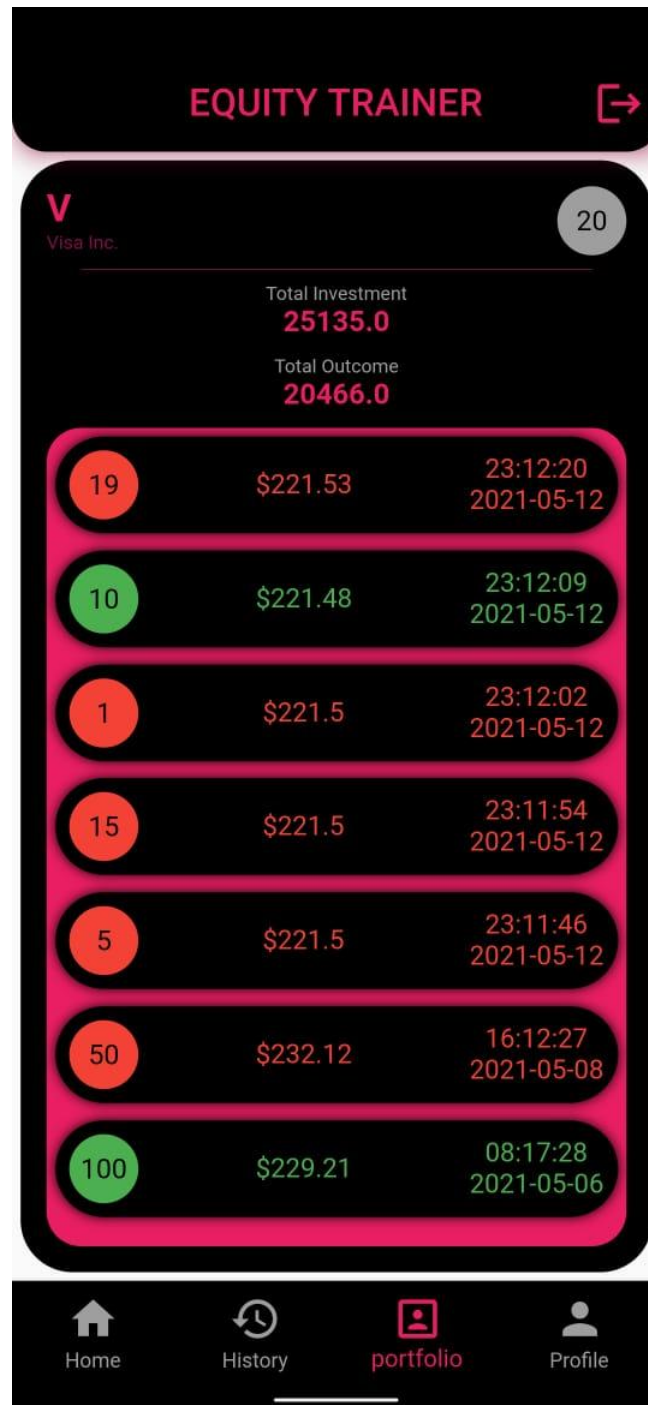 EQUITY TRAINER
V
20
Visa Inc.
Total Investment
25135.0
Total Outcome
20466.0
19 $221.53 23:12:20
2021-05-12
10 $221.48 23:12:09
2021-05-12
1 $221.5 23:12:02
2021-05-12
15 $221.5 23:11:54
2021-05-12
5 $221.5 23:11:46
2021-05-12
50 $232.12 16:12:27
2021-05-08
100 $229.21 08:17:28
2021-05-06
Home History portfolio Profile